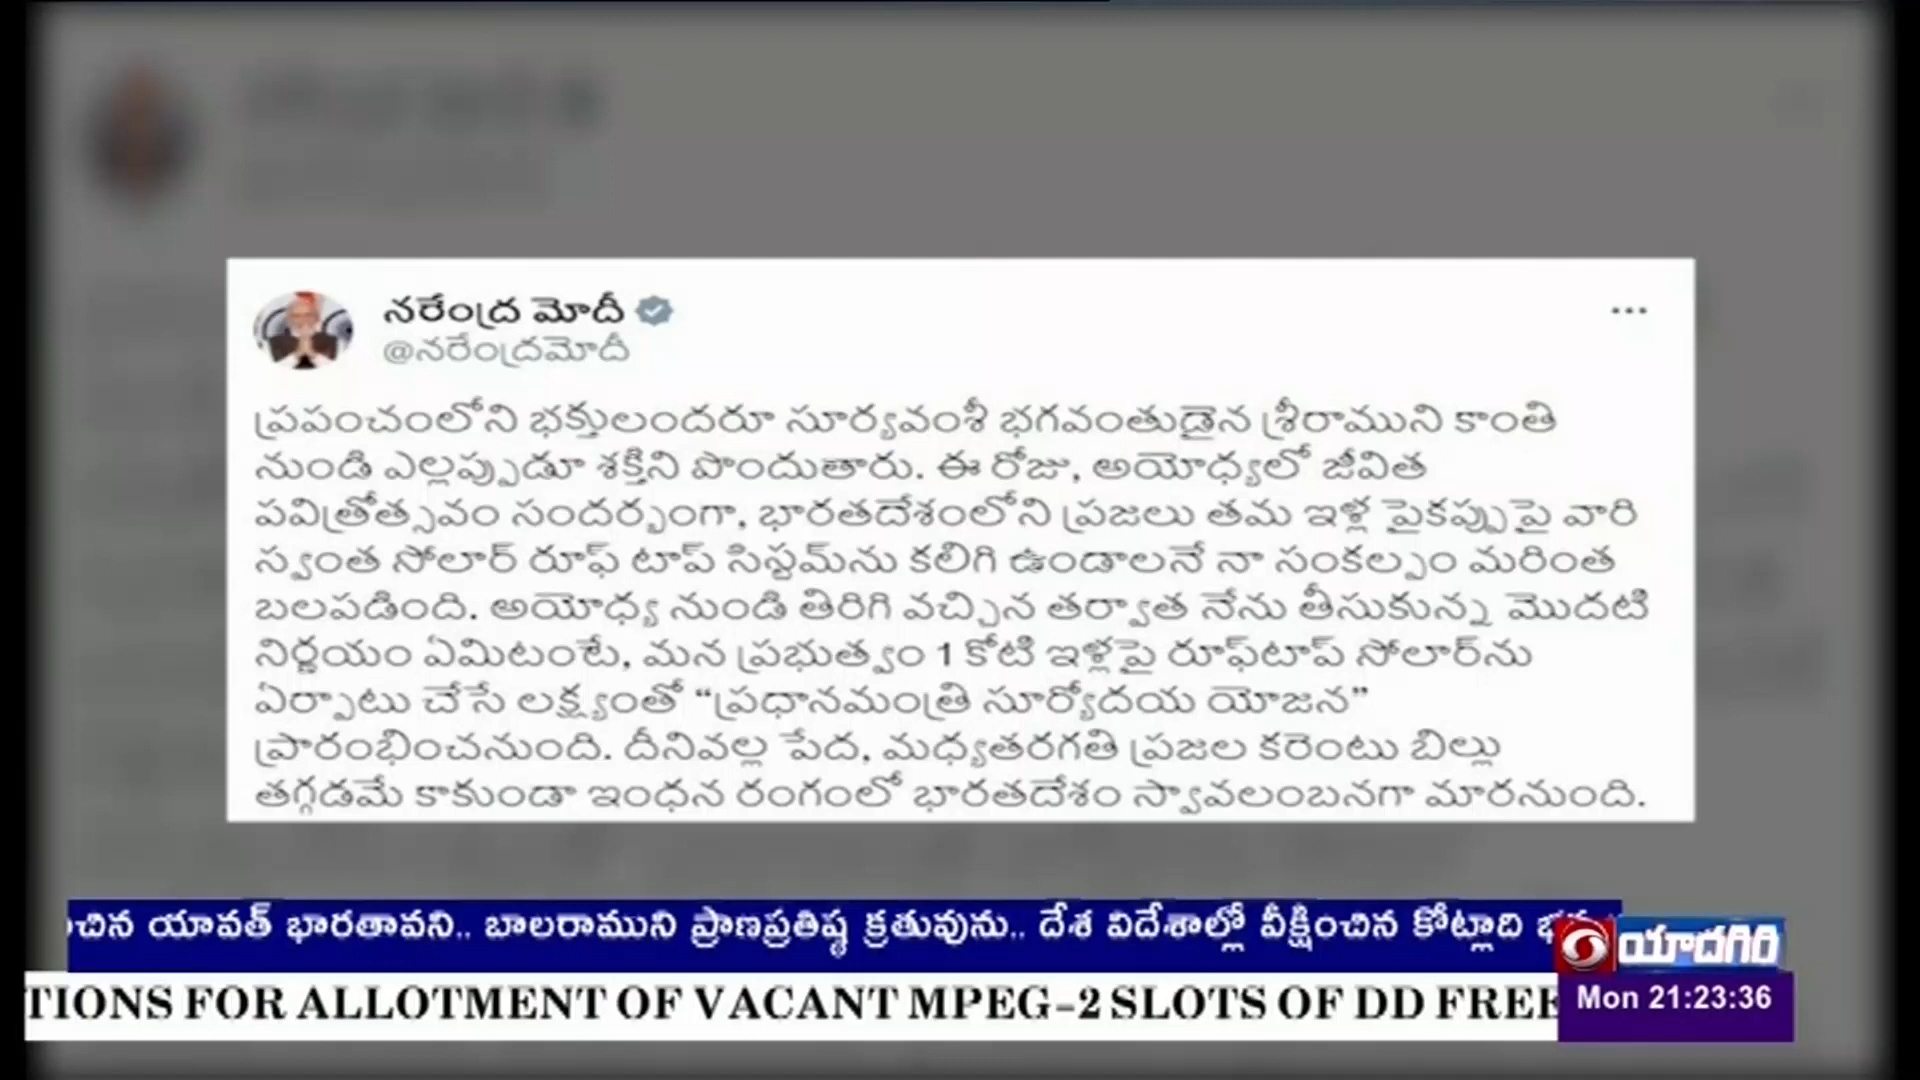 నరేంద్ర మోదీ
@నరేంద్రమోదీ
ప్రపంచంలోని భక్తులందరూ సూర్యవంశీ భగవంతుడైన శ్రీరాముని కాంతి
నుండి ఎల్లప్పుడూ శక్తిని పొందుతారు. ఈ రోజు, అయోధ్యలో జీవిత
పవిత్రోత్సవం సందర్భంగా, భారతదేశంలోని ప్రజలు తమ ఇళ్ల పైకప్పుపై వారి
స్వంత సోలార్ రూఫ్ టాప్ సిస్టమ్‌ను కలిగి ఉండాలనే నా సంకల్పం మరింత
బలపడింది. అయోధ్య నుండి తిరిగి వచ్చిన తర్వాత నేను తీసుకున్న మొదటి
నిర్ణయం ఏమిటంటే, మన ప్రభుత్వం 1 కోటి ఇళ్లపై రూఫ్‌టాప్ సోలార్‌ను
ఏర్పాటు చేసే లక్ష్యంతో “ప్రధానమంత్రి సూర్యోదయ యోజన”
ప్రారంభించనుంది. దీనివల్ల పేద, మధ్యతరగతి ప్రజల కరెంటు బిల్లు
తగ్గడమే కాకుండా ఇంధన రంగంలో భారతదేశం స్వావలంబనగా మారనుంది.
యావత్ భారతావని.. బాలరాముని ప్రాణప్రతిష్ఠ క్రతువును.. దేశ విదేశాల్లో వీక్షించిన కోట్లాది
యాదగిరి
TIONS FOR ALLOTMENT OF VACANT MPEG-2 SLOTS OF DD FREE
Mon 21:23:36